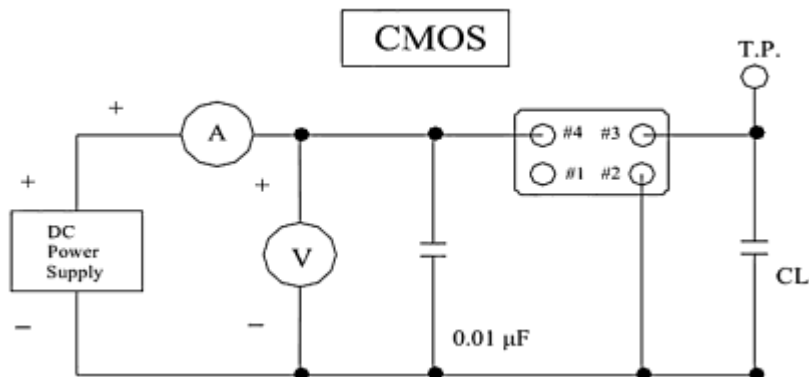 CMOS
T.P.
+
A
#4 #3
+
+
#1 #2
DC
Power
Supply
V
CL
−
−
0.01 μF